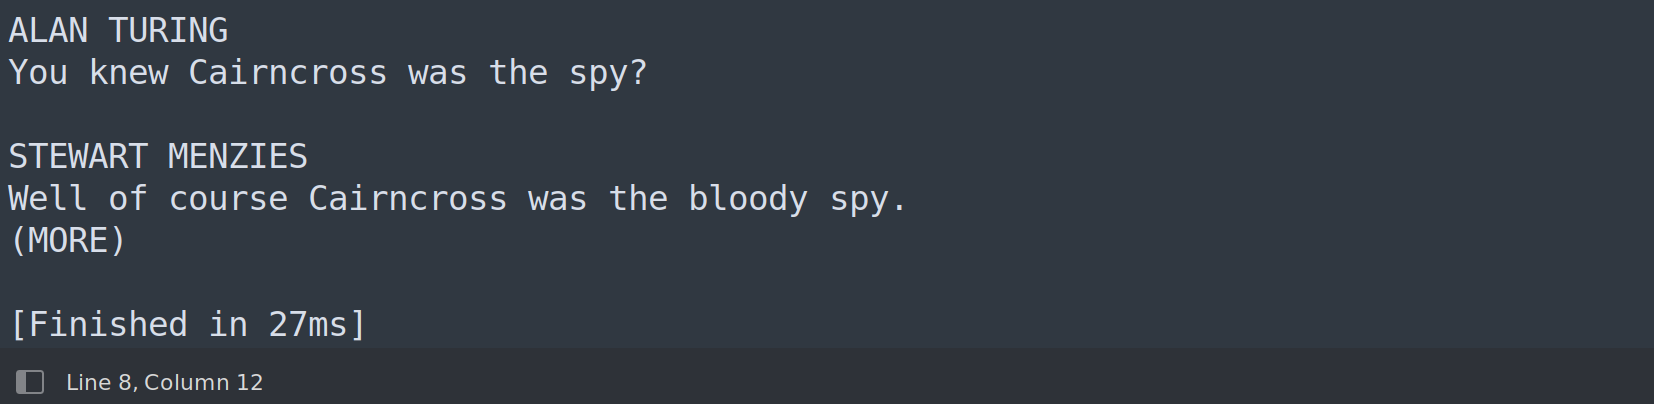 ALAN TURING
You knew Cairncross was the spy?
STEWART MENZIES
Well of course Cairncross was the bloody spy.
(MORE)
[Finished in 27ms]
Line 8, Column 12